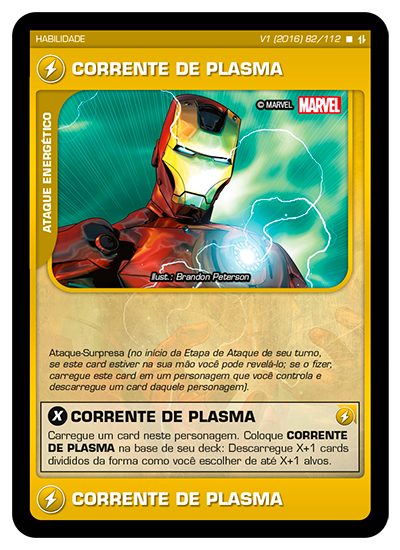 HABILIDADE V1 (2016) 82/112
CORRENTE DE PLASMA
ATAQUE ENERGÉTICO
© MARVEL MARVEL
Ilust.: Brandon Peterson
Ataque-Surpresa (no início da Etapa de Ataque de seu turno,
se este card estiver na sua mão você pode revelá-lo; se o fizer,
carregue este card em um personagem que você controla e
descarregue um card daquele personagem).
X CORRENTE DE PLASMA
Carregue um card neste personagem. Coloque CORRENTE
DE PLASMA na base de seu deck: Descarregue X+1 cards
divididos da forma como você escolher de até X+1 alvos.
CORRENTE DE PLASMA